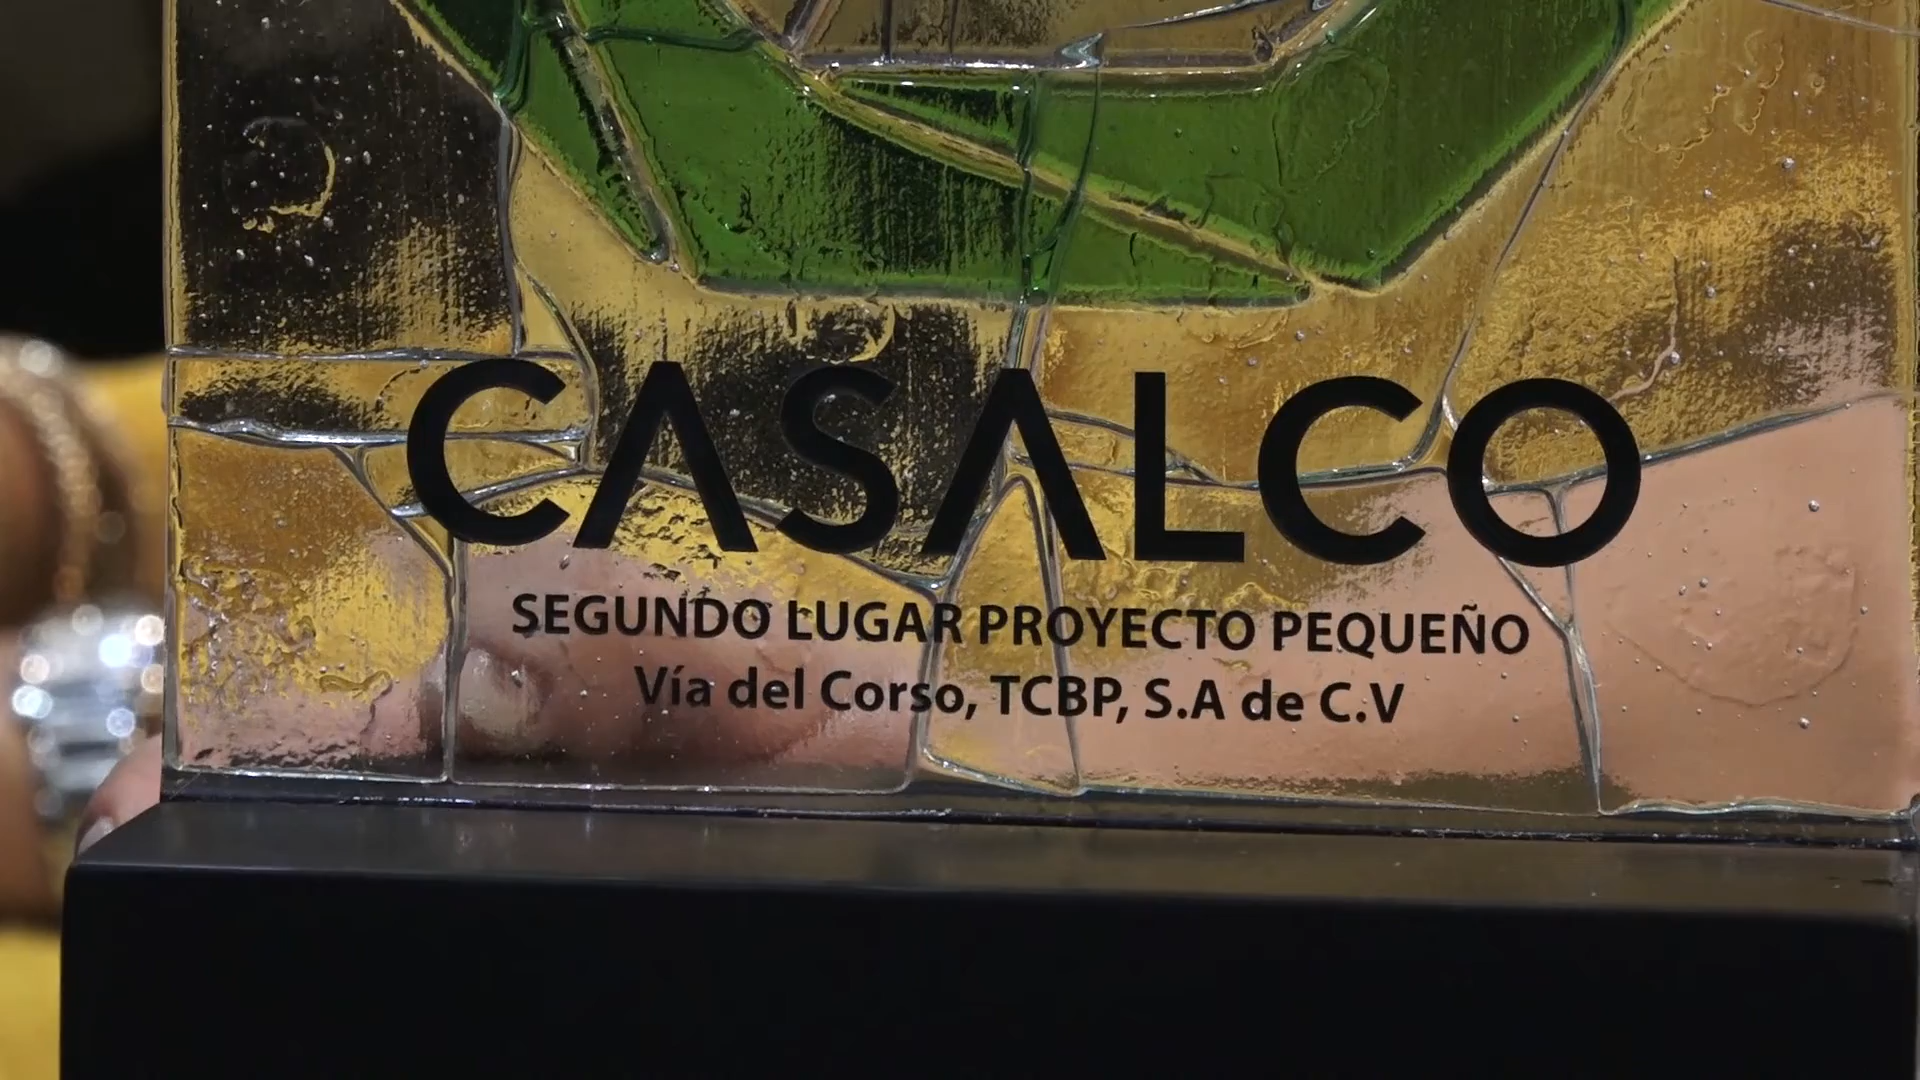 CASALCO
SEGUNDO LUGAR PROYECTO PEQUEÑO
Vía del Corso, TCBP, S.A de C.V